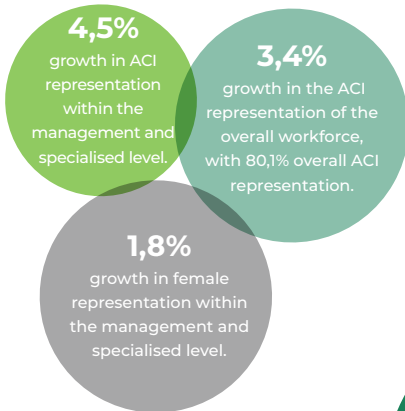 4,5%
growth in ACI
representation
within the
management and
specialised level.
3,4%
growth in the ACI
representation of the
overall workforce,
with 80,1% overall ACI
representation.
1,8%
growth in female
representation within
the management and
specialised level.